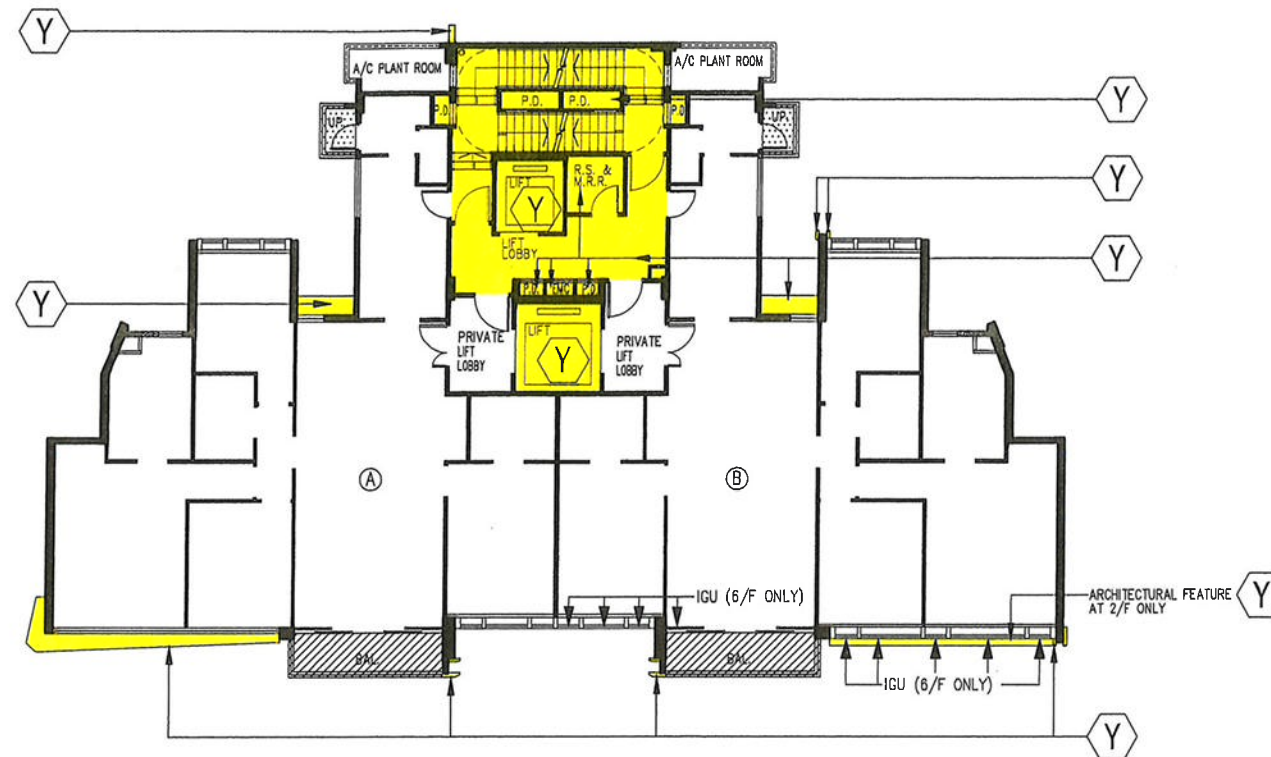 Y
A/C PLANT ROOM
A/C PLANT ROOM
P.D.
P.D.
P.D.
P.D
Y
UP.
UP.
R.S. &
M.R.R.
Y
LIFT
Y
LIFT
LOBBY
Y
P.D.
EMC
P.D.
Y
LIFT
PRIVATE
LIFT
LOBBY
Y
PRIVATE
LIFT
LOBBY
A
B
IGU (6/F ONLY)
ARCHITECTURAL FEATURE
AT 2/F ONLY
Y
BAL.
BAL.
IGU (6/F ONLY)
Y